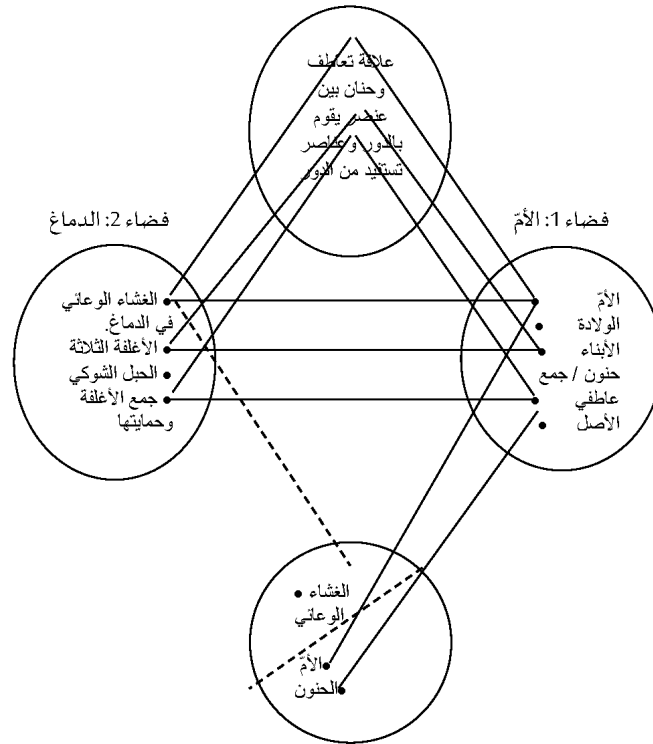 علاقة تعاطف
وحنان بين
عنصر يقوم
بالدور وعناصر
تستفيد من الدور
فضاء 1: الأمّ
الأمّ
الولادة
الأبناء
حنون / جمع
عاطفي
الأصل
فضاء 2: الدماغ
الغشاء الوعائي
في الدماغ.
الأغلفة الثلاثة
الحبل الشوكي
جمع الأغلفة
وحمايتها
الغشاء
الوعائي
الأمّ
الحنون